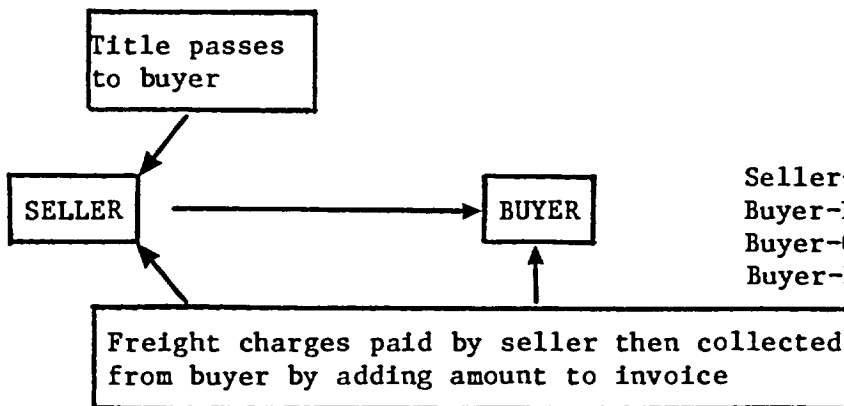 Title passes
to buyer
SELLER
BUYER
Seller-
Buyer-
Buyer-
Buyer-
Freight charges paid by seller then collected
from buyer by adding amount to invoice